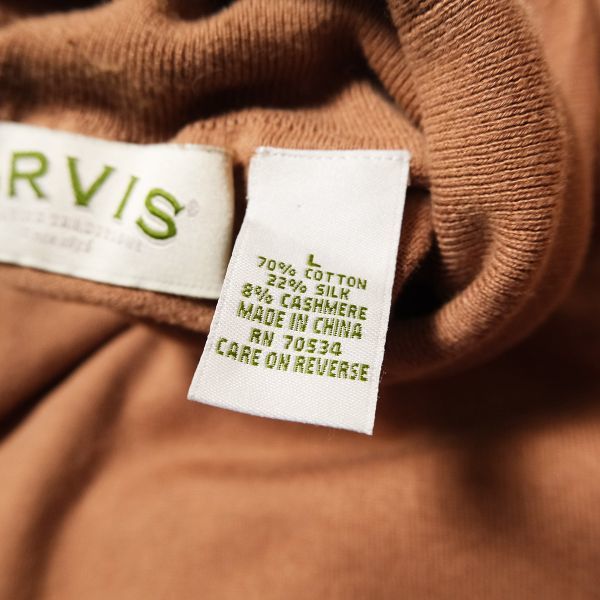 RVIS®
L
70% COTTON
22% SILK
8% CASHMERE
MADE IN CHINA
RN 70534
CARE ON REVERSE